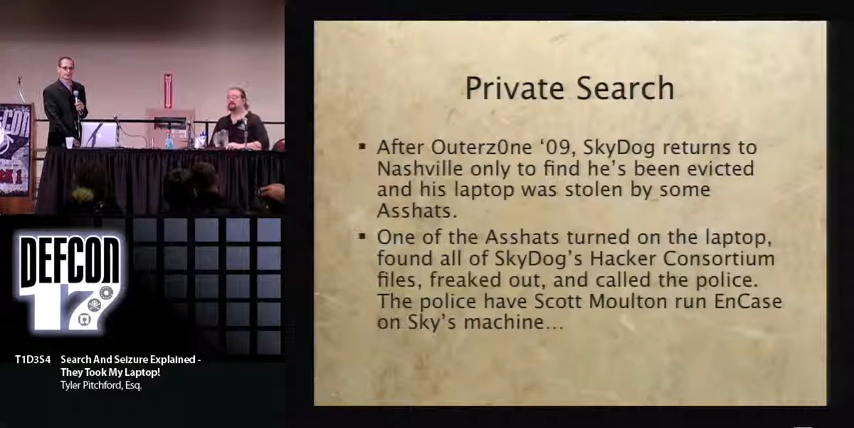 Private Search
▪ After Outerz0ne ‘09, SkyDog returns to
Nashville only to find he’s been evicted
and his laptop was stolen by some
Asshats.
▪ One of the Asshats turned on the laptop,
found all of SkyDog’s Hacker Consortium
files, freaked out, and called the police.
The police have Scott Moulton run EnCase
on Sky’s machine…
DEFCON
17
T1D3S4 Search And Seizure Explained -
They Took My Laptop!
Tyler Pitchford, Esq.